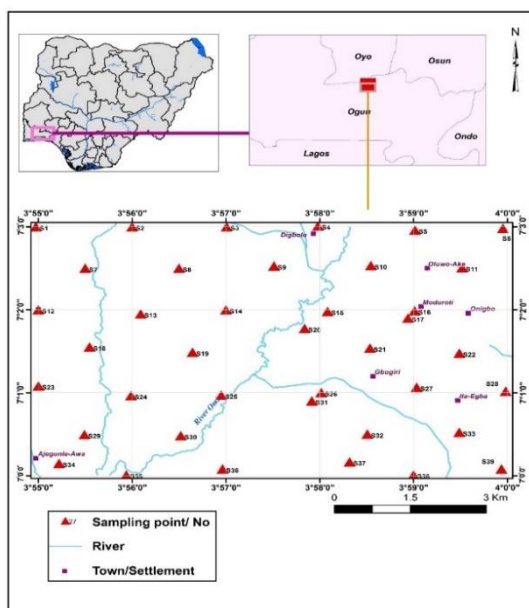 N
Oyo
Osun
Ogun
Ondo
Lagos
3°55'0" 3°56'0" 3°57'0" 3°58'0" 3°59'0" 4°0'0"
7°3'0" S1 S2 S3 S4 S5 S6 7°3'0"
Digbolu
S7 S8 S9 S10 Oluwo-Ake S11
7°2'0" S12 S13 S14 S15 Moduroti S16 S17 Onigbo 7°2'0"
S20
S18 S19 S21 S22
Gbugiri
7°1'0" S23 S24 S25 S26 S27 S28 7°1'0"
River
S31 Ita-Egba
S29 S30 S32 S33
Ajegunle-Awa
S34 S37
7°0'0" S35 S36 S38 S39 7°0'0"
3°55'0" 3°56'0" 3°57'0" 3°58'0" 3°59'0" 4°0'0"
0 1.5 3 Km
Sampling point/ No
River
Town/Settlement